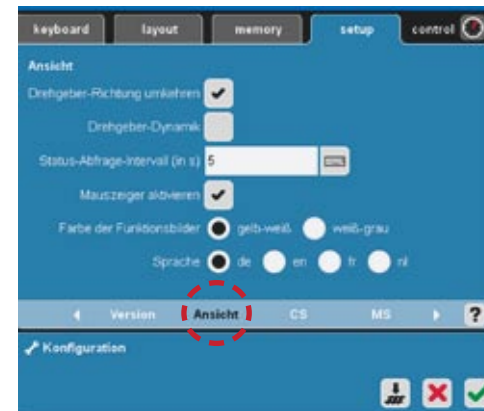 keyboard layout memory setup control
Ansicht
Drehgeber-Richtung umkehren
Drehgeber-Dynamik
Status-Abfrage-Intervall (in s) 5
Mauszeiger aktivieren
Farbe der Funktionsbilder gelb-weiß weiß-grau
Sprache de en fr nl
Version Ansicht CS MS ?
Konfiguration